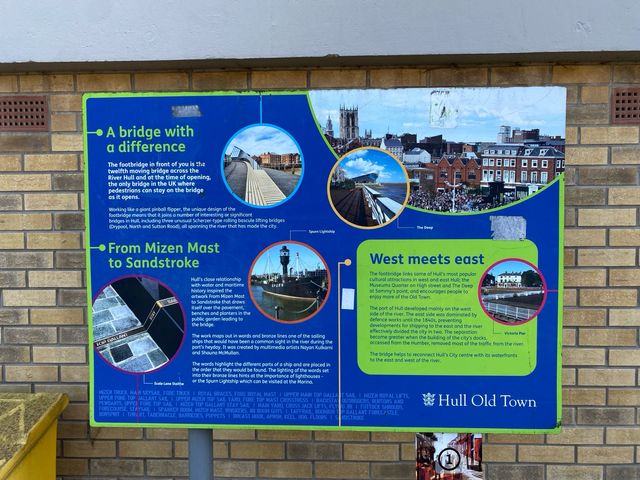 A bridge with
a difference
The footbridge in front of you is the
twelfth moving bridge across the
River Hull and at the time of opening,
the only bridge in the UK where
pedestrians can stay on the bridge
as it opens.
Working like a giant pinball flipper, the unique design of the
footbridge means that it joins a number of interesting or significant
bridges in Hull, including three unusual Scherzer-type rolling bascule lifting bridges
(Drypool, North and Sutton Road), all spanning the river that has made the city.
The Deep
Spurn Lightship
From Mizen Mast
to Sandstroke
Hull's close relationship
with water and maritime
history inspired the
artwork From Mizen Mast
to Sandstroke that draws
itself over the pavement,
benches and planters in the
public garden leading to
the bridge.
The work maps out in words and bronze lines one of the sailing
ships that would have been a common sight in the river during the
port's heyday. It was created by multimedia artists Nayan Kulkarni
and Shauna McMullan.
The words highlight the different parts of a ship and are placed in
the order that they would be found. The lighting of the words set
into their bronze lines hints at the importance of lighthouses -
or the Spurn Lightship which can be visited at the Marina.
Scale Lane Staithe
West meets east
The footbridge links some of Hull's most popular
cultural attractions in west and east Hull; the
Museums Quarter on High street and The Deep
at Sammy's point, and encourages people to
enjoy more of the Old Town.
The port of Hull developed mainly on the west
side of the river. The east side was dominated by
defence works until the 1840s, preventing
developments for shipping to the east and the river
effectively divided the city in two. The separation
became greater when the building of the city's docks,
accessed from the Humber, removed most of the traffic from the river.
The bridge helps to reconnect Hull's City centre with its waterfronts
to the east and west of the river.
Victoria Pier
Hull Old Town
1